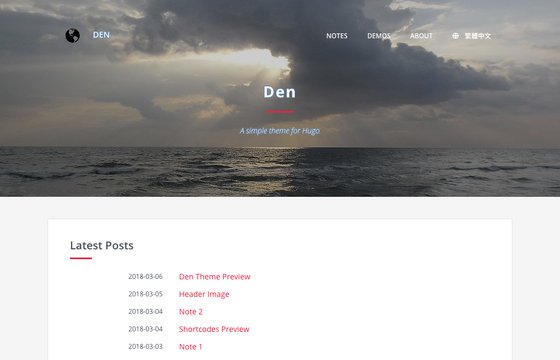 DEN
NOTES DEMOS ABOUT 繁體中文
Den
A simple theme for Hugo
Latest Posts
2018-03-06 Den Theme Preview
2018-03-05 Header Image
2018-03-04 Note 2
2018-03-04 Shortcodes Preview
2018-03-03 Note 1